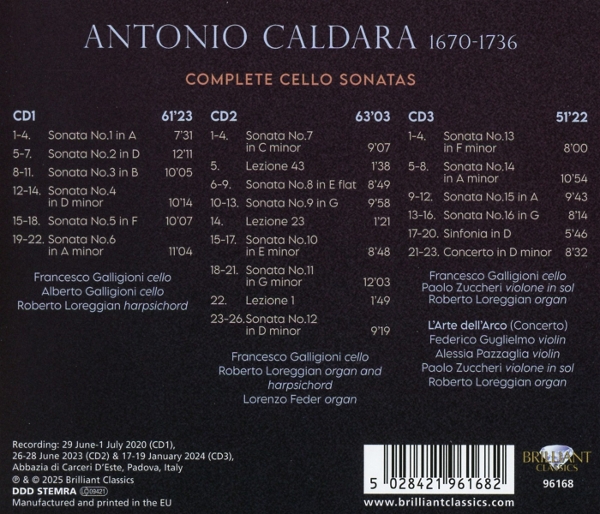 ANTONIO CALDARA 1670-1736
COMPLETE CELLO SONATAS
CD1 61'23
1-4. Sonata No.1 in A 7'31
5-7. Sonata No.2 in D 12'11
8-11. Sonata No.3 in B 10'05
12-14. Sonata No.4
in D minor 10'14
15-18. Sonata No.5 in F 10'07
19-22. Sonata No.6
in A minor 11'04
Francesco Galligioni cello
Alberto Galligioni cello
Roberto Loreggian harpsichord
CD2 63'03
1-4. Sonata No.7
in C minor 9'07
5. Lezione 43 1'38
6-9. Sonata No.8 in E flat 8'49
10-13. Sonata No.9 in G 9'58
14. Lezione 23 1'21
15-17. Sonata No.10
in E minor 8'48
18-21. Sonata No.11
in G minor 12'03
22. Lezione 1 1'49
23-26. Sonata No.12
in D minor 9'19
Francesco Galligioni cello
Roberto Loreggian organ and
harpsichord
Lorenzo Feder organ
CD3 51'22
1-4. Sonata No.13
in F minor 8'00
5-8. Sonata No.14
in A minor 10'54
9-12. Sonata No.15 in A 9'43
13-16. Sonata No.16 in G 8'14
17-20. Sinfonia in D 5'46
21-23. Concerto in D minor 8'32
Francesco Galligioni cello
Paolo Zuccheri violone in sol
Roberto Loreggian organ
L'Arte dell'Arco (Concerto)
Federico Guglielmo violin
Alessia Pazzaglia violin
Paolo Zuccheri violone in sol
Roberto Loreggian organ
Recording: 29 June-1 July 2020 (CD1),
26-28 June 2023 (CD2) & 17-19 January 2024 (CD3),
Abbazia di Carceri D'Este, Padova, Italy
℗ & © 2025 Brilliant Classics
DDD STEMRA LC 09421
Manufactured and printed in the EU
5 028421 961682
www.brilliantclassics.com
BRILLIANT
CLASSICS
96168